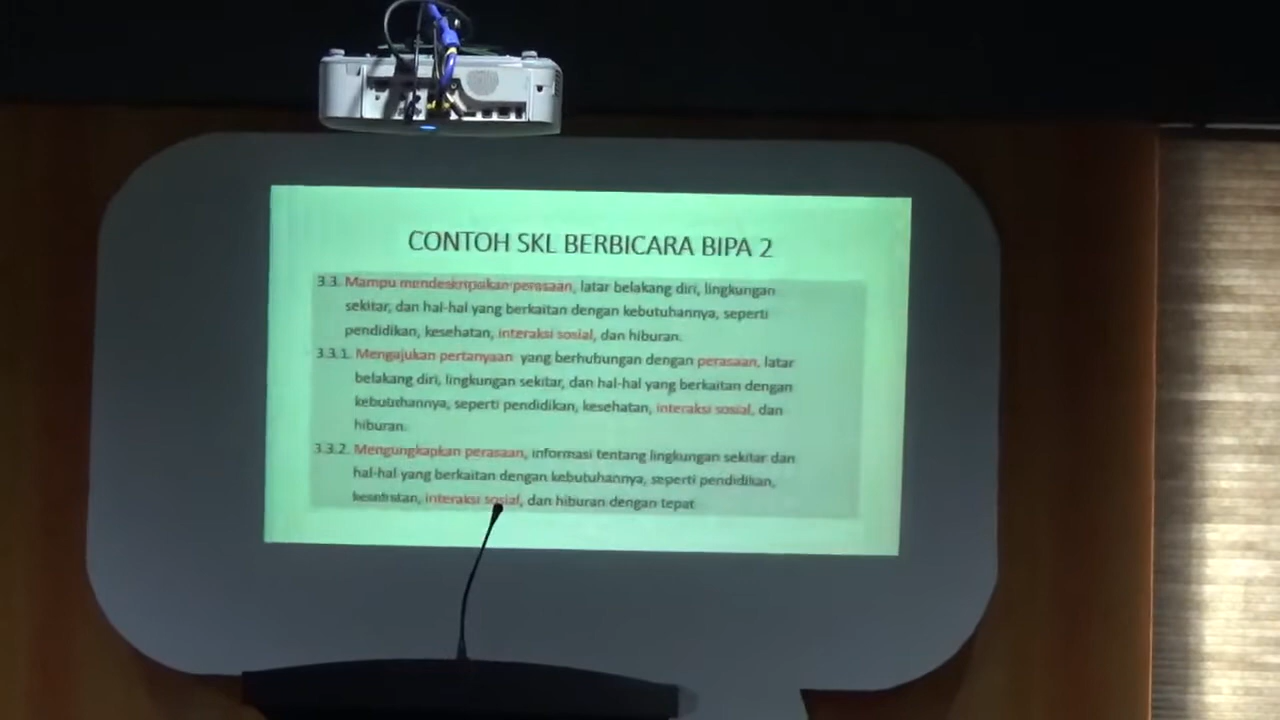 CONTOH SKL BERBICARA BIPA 2
3.3. Mampu mendeskripsikan perasaan, latar belakang diri, lingkungan
sekitar, dan hal-hal yang berkaitan dengan kebutuhannya, seperti
pendidikan, kesehatan, interaksi sosial, dan hiburan.
3.3.1. Mengajukan pertanyaan yang berhubungan dengan perasaan, latar
belakang diri, lingkungan sekitar, dan hal-hal yang berkaitan dengan
kebutuhannya, seperti pendidikan, kesehatan, interaksi sosial, dan
hiburan.
3.3.2. Mengungkapkan perasaan, informasi tentang lingkungan sekitar dan
hal-hal yang berkaitan dengan kebutuhannya, seperti pendidikan,
kesehatan, interaksi sosial, dan hiburan dengan tepat